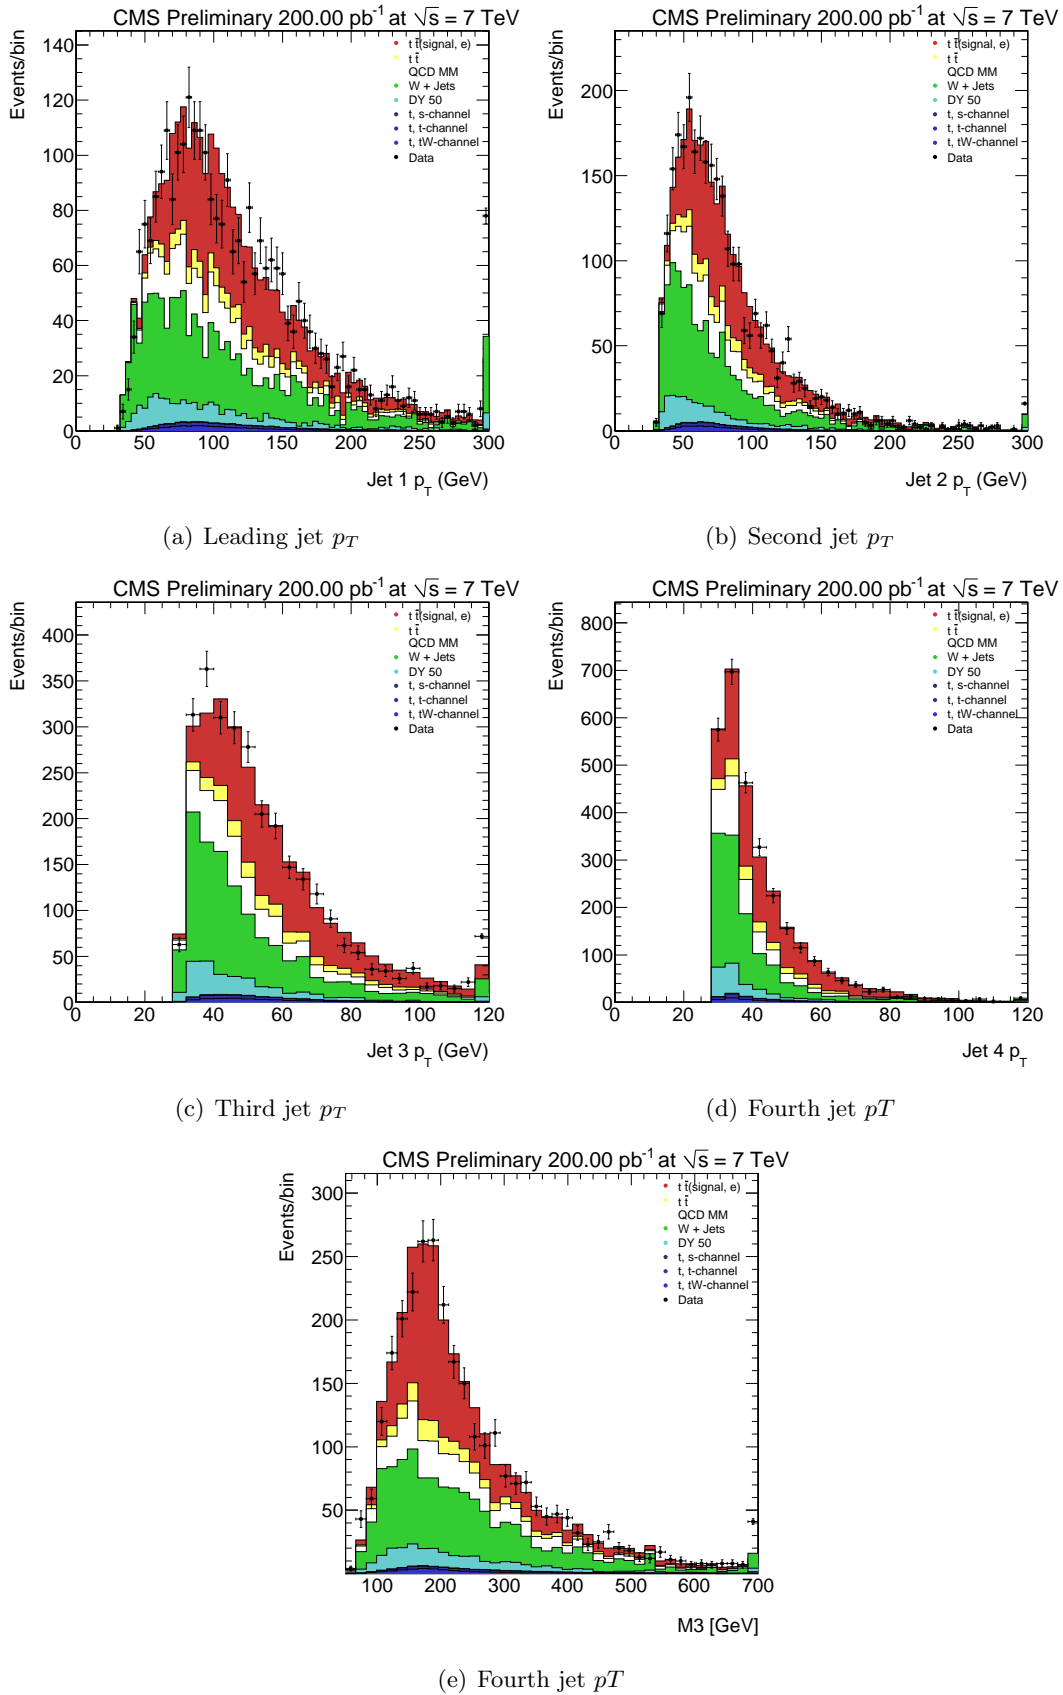 CMS Preliminary 200.00 pb⁻¹ at √s = 7 TeV
Events/bin
140
120
100
80
60
40
20
0
0 50 100 150 200 250 300
Jet 1 p_T (GeV)
t t̄(signal, e)
t t̄
QCD MM
W + Jets
DY 50
t, s-channel
t, t-channel
t, tW-channel
Data
(a) Leading jet p_T
CMS Preliminary 200.00 pb⁻¹ at √s = 7 TeV
Events/bin
200
150
100
50
0
0 50 100 150 200 250 300
Jet 2 p_T (GeV)
t t̄(signal, e)
t t̄
QCD MM
W + Jets
DY 50
t, s-channel
t, t-channel
t, tW-channel
Data
(b) Second jet p_T
CMS Preliminary 200.00 pb⁻¹ at √s = 7 TeV
Events/bin
400
350
300
250
200
150
100
50
0
0 20 40 60 80 100 120
Jet 3 p_T (GeV)
t t̄(signal, e)
t t̄
QCD MM
W + Jets
DY 50
t, s-channel
t, t-channel
t, tW-channel
Data
(c) Third jet p_T
CMS Preliminary 200.00 pb⁻¹ at √s = 7 TeV
Events/bin
800
700
600
500
400
300
200
100
0
0 20 40 60 80 100 120
Jet 4 p_T
t t̄(signal, e)
t t̄
QCD MM
W + Jets
DY 50
t, s-channel
t, t-channel
t, tW-channel
Data
(d) Fourth jet pT
CMS Preliminary 200.00 pb⁻¹ at √s = 7 TeV
Events/bin
300
250
200
150
100
50
100 200 300 400 500 600 700
M3 [GeV]
t t̄(signal, e)
t t̄
QCD MM
W + Jets
DY 50
t, s-channel
t, t-channel
t, tW-channel
Data
(e) Fourth jet pT